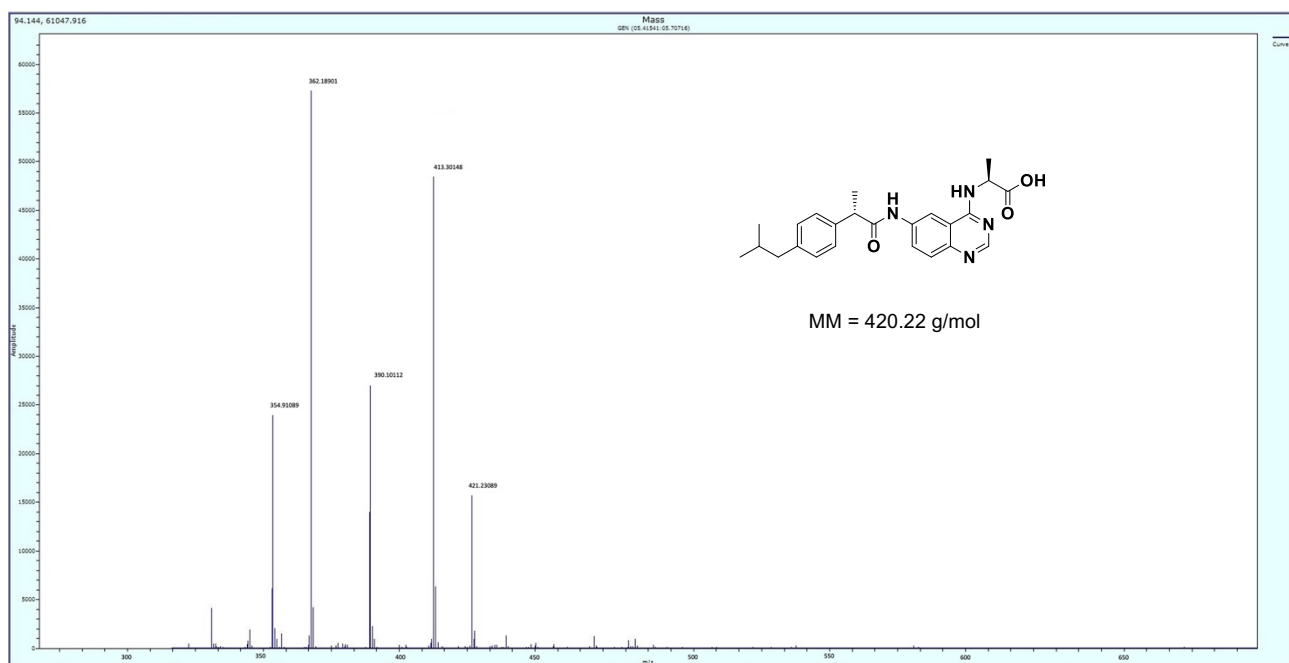 94.144, 61047.916
Mass
GEN (05.41541:05.70716)
Curve
60000
55000
50000
45000
40000
35000
30000
25000
20000
15000
10000
5000
0
Amplitude
362.18901
413.30148
390.10112
354.91089
421.23089
HN
OH
O
H
N
O
N
N
MM = 420.22 g/mol
300
350
400
450
500
550
600
650
m/z